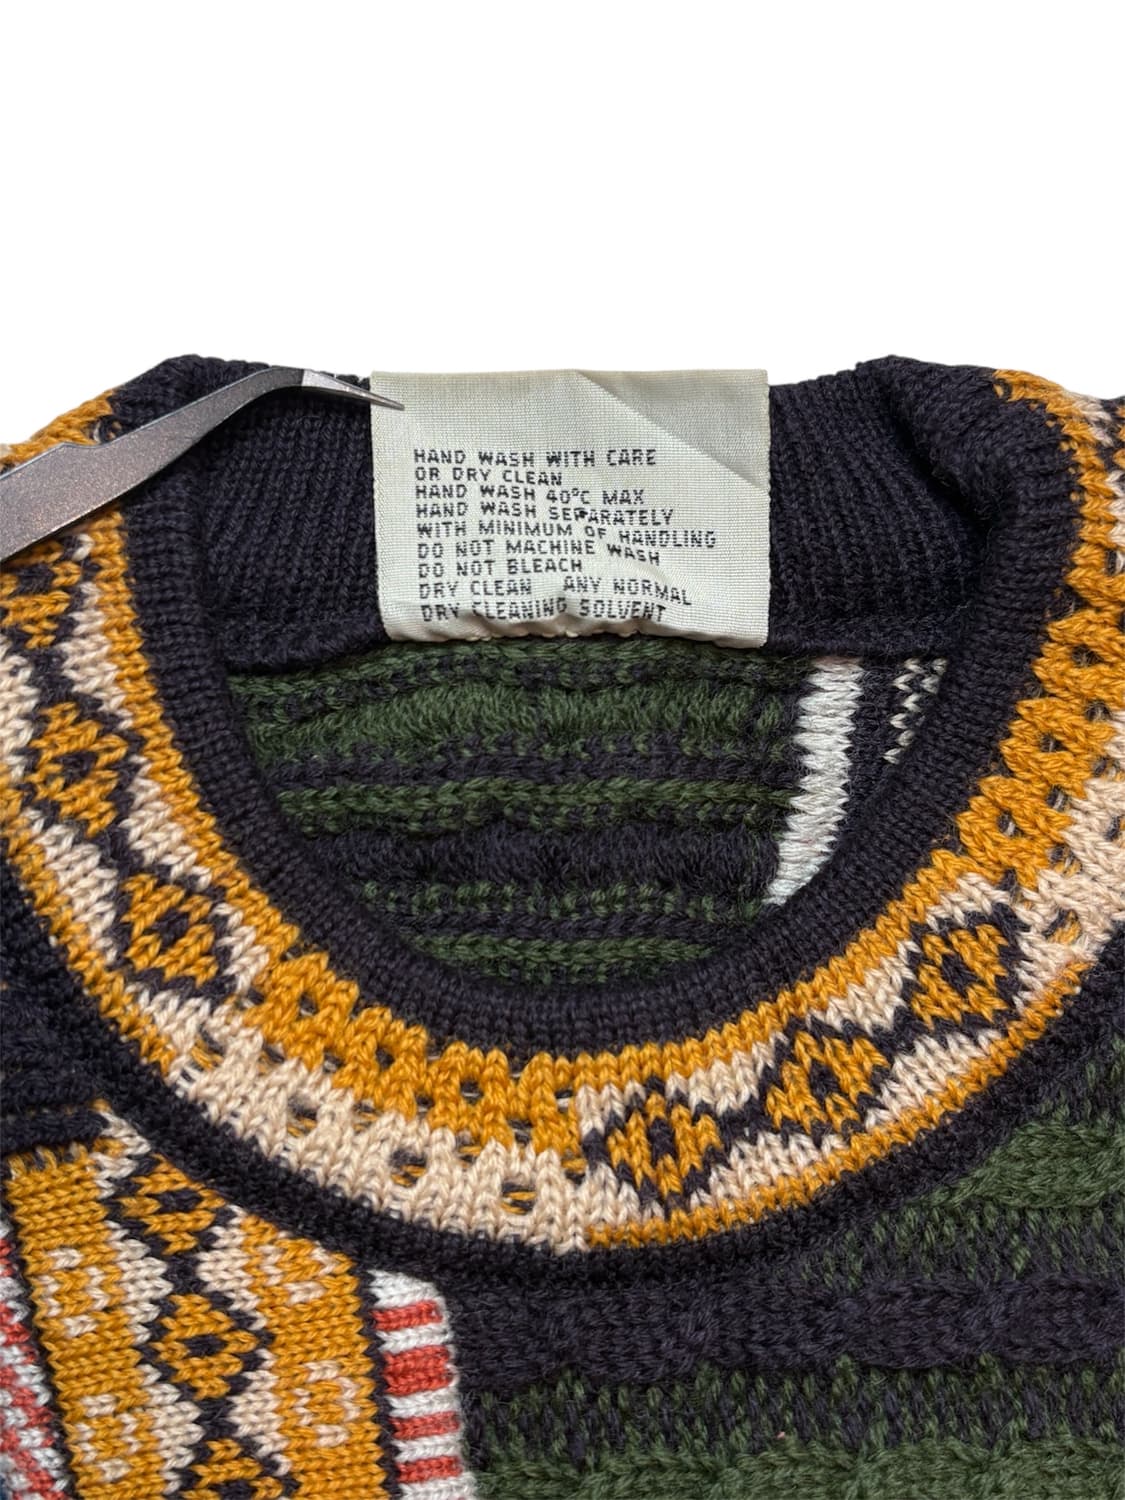 HAND WASH WITH CARE
OR DRY CLEAN
HAND WASH 40°C MAX
HAND WASH SEPARATELY
WITH MINIMUM OF HANDLING
DO NOT MACHINE WASH
DO NOT BLEACH
DRY CLEAN ANY NORMAL
DRY CLEANING SOLVENT